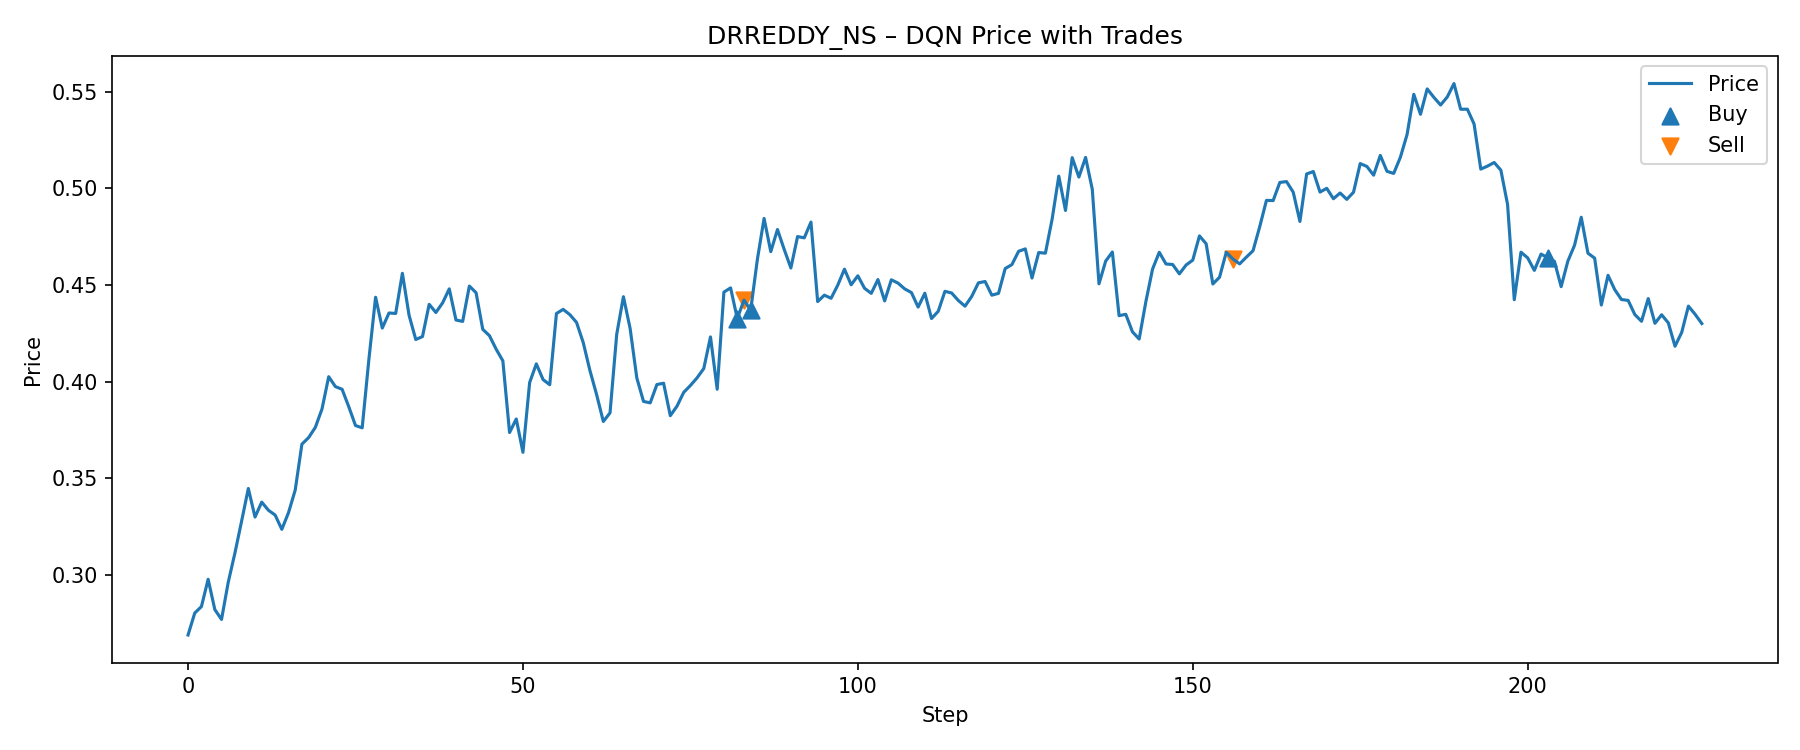 DRREDDY_NS – DQN Price with Trades
Price
Buy
Sell
Price
0.55
0.50
0.45
0.40
0.35
0.30
0 50 100 150 200
Step